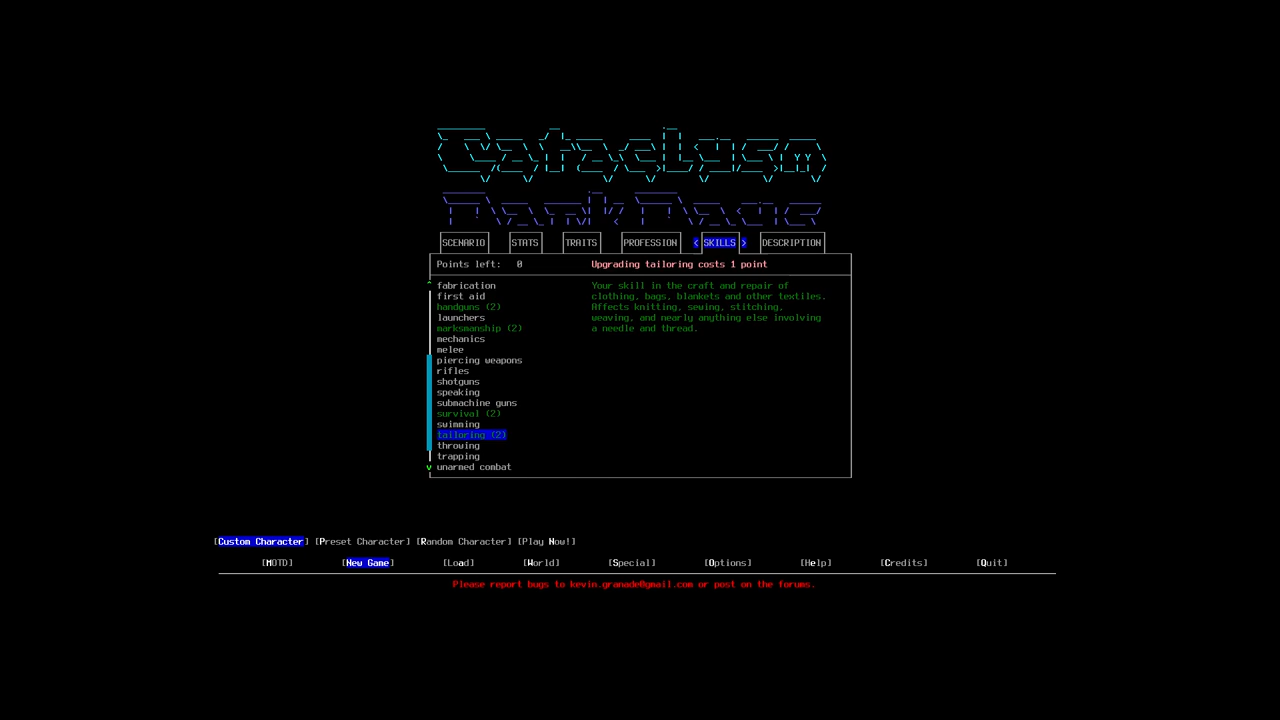 Cataclysm
Dark Days
SCENARIO STATS TRAITS PROFESSION < SKILLS > DESCRIPTION
Points left: 0 Upgrading tailoring costs 1 point
^ fabrication Your skill in the craft and repair of
first aid clothing, bags, blankets and other textiles.
handguns (2) Affects knitting, sewing, stitching,
launchers weaving, and nearly anything else involving
marksmanship (2) a needle and thread.
mechanics
melee
piercing weapons
rifles
shotguns
speaking
submachine guns
survival (2)
swimming
tailoring (2)
throwing
trapping
v unarmed combat
[Custom Character] [Preset Character] [Random Character] [Play Now!]
[MOTD] [New Game] [Load] [World] [Special] [Options] [Help] [Credits] [Quit]
Please report bugs to kevin.granade@gmail.com or post on the forums.